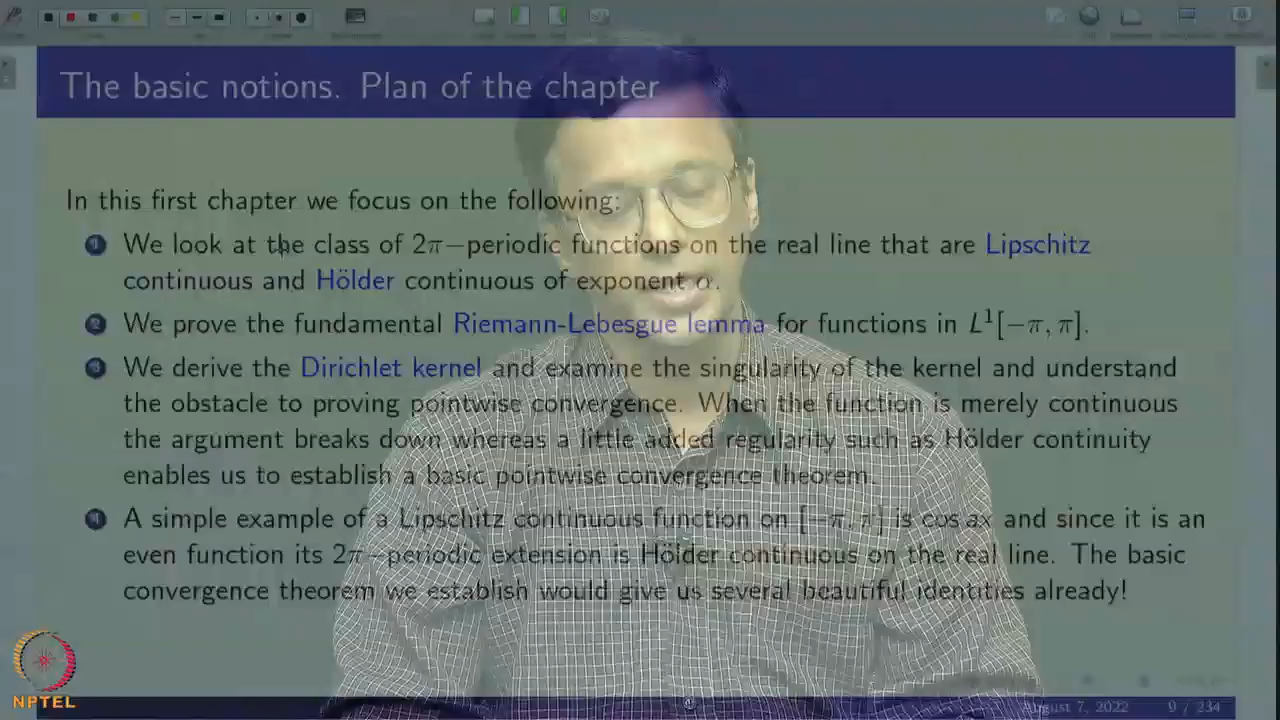 The basic notions. Plan of the chapter
In this first chapter we focus on the following:
1 We look at the class of 2π−periodic functions on the real line that are Lipschitz
continuous and Hölder continuous of exponent α.
2 We prove the fundamental Riemann-Lebesgue lemma for functions in L¹[−π, π].
3 We derive the Dirichlet kernel and examine the singularity of the kernel and understand
the obstacle to proving pointwise convergence. When the function is merely continuous
the argument breaks down whereas a little added regularity such as Hölder continuity
enables us to establish a basic pointwise convergence theorem.
4 A simple example of a Lipschitz continuous function on [−π, π] is cos ax and since it is an
even function its 2π−periodic extension is Hölder continuous on the real line. The basic
convergence theorem we establish would give us several beautiful identities already!
NPTEL
August 7, 2022 9 / 234